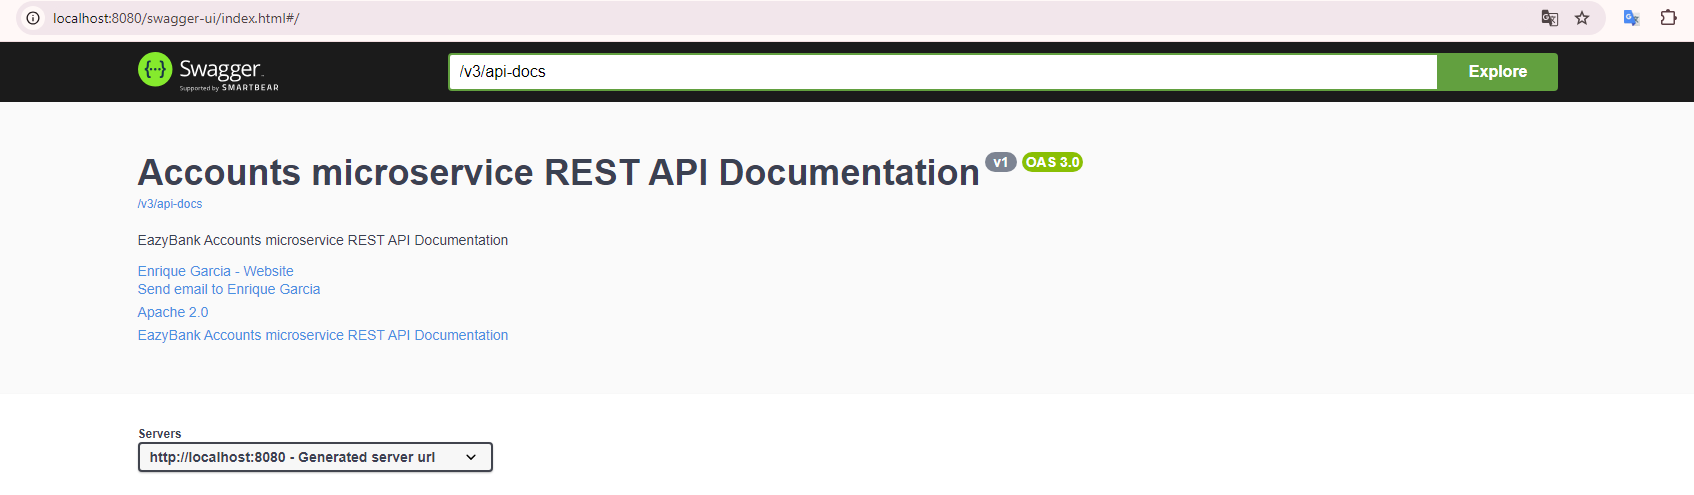 localhost:8080/swagger-ui/index.html#/
Swagger
Supported by SMARTBEAR
/v3/api-docs
Explore
Accounts microservice REST API Documentation v1 OAS 3.0
/v3/api-docs
EazyBank Accounts microservice REST API Documentation
Enrique Garcia - Website
Send email to Enrique Garcia
Apache 2.0
EazyBank Accounts microservice REST API Documentation
Servers
http://localhost:8080 - Generated server url